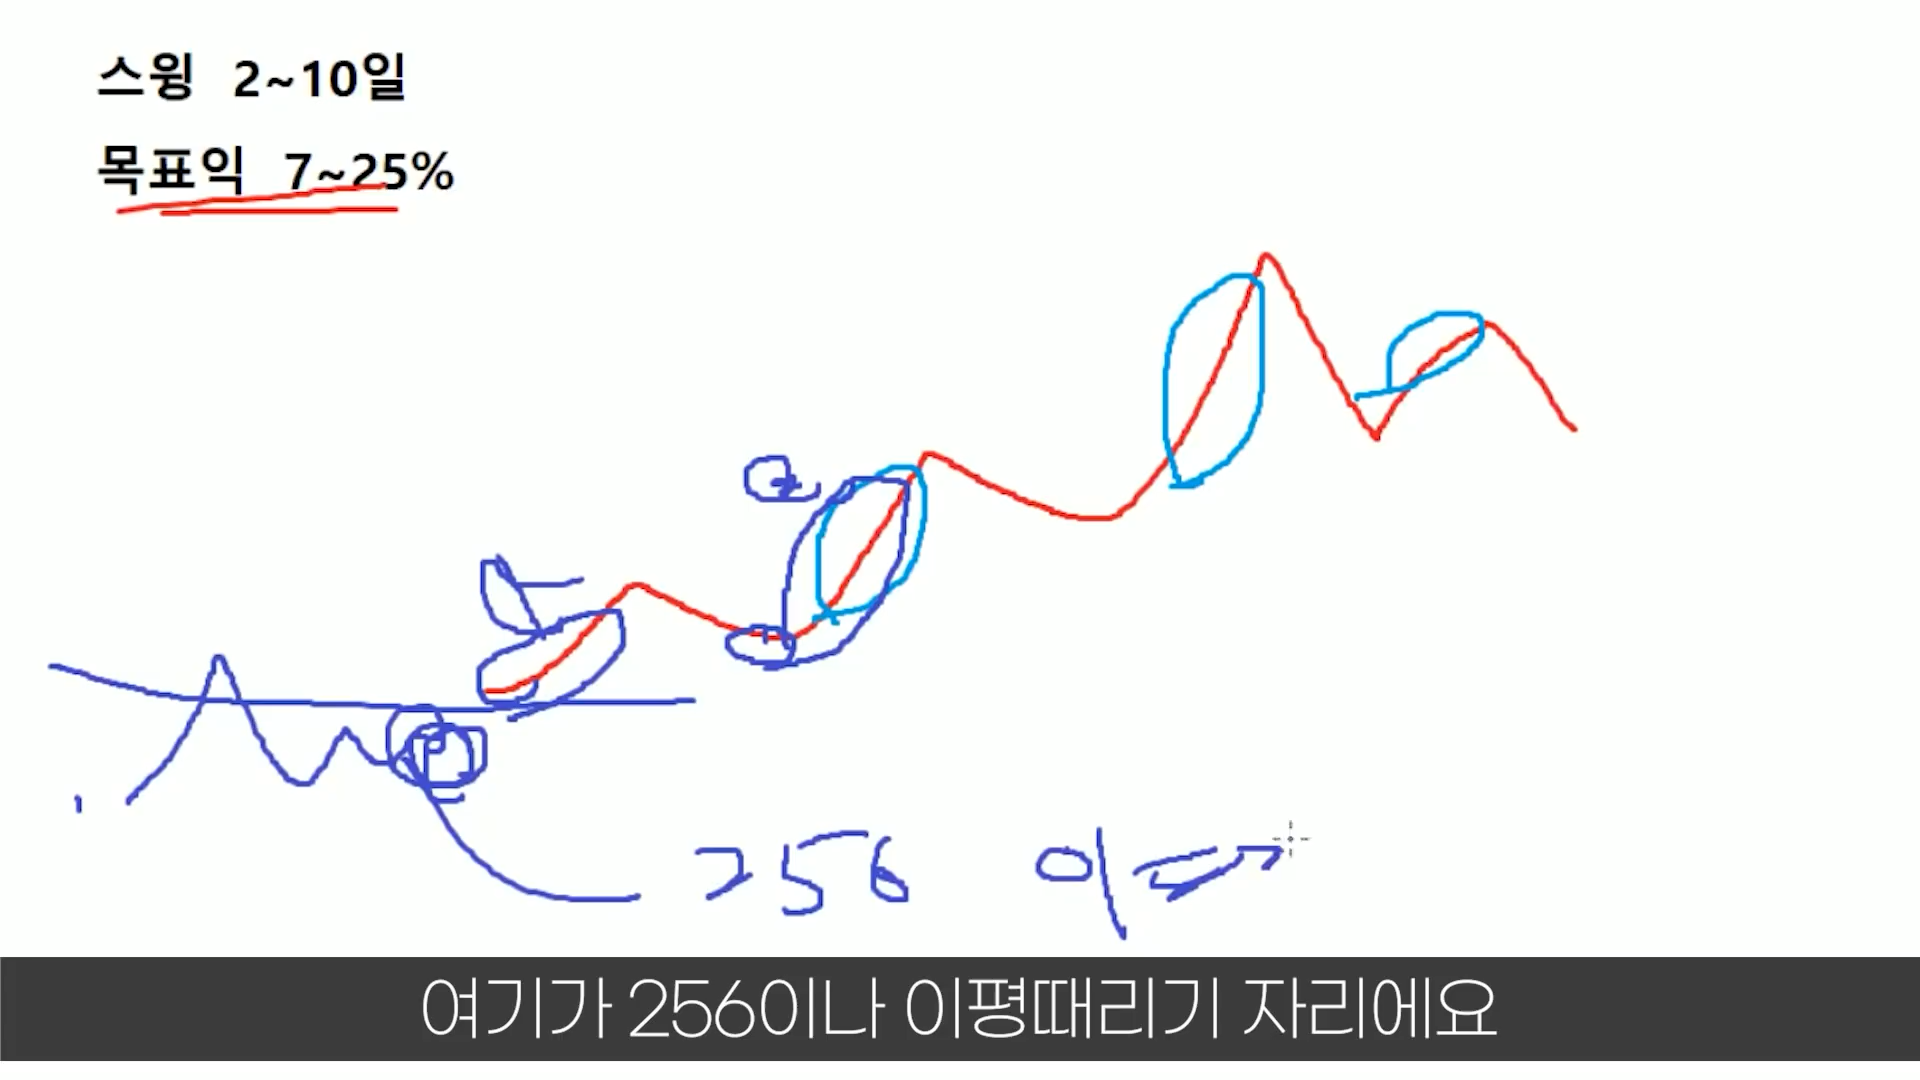 스윙 2~10일
목표익 7~25%
256 이
여기가 256이나 이평때리기 자리에요